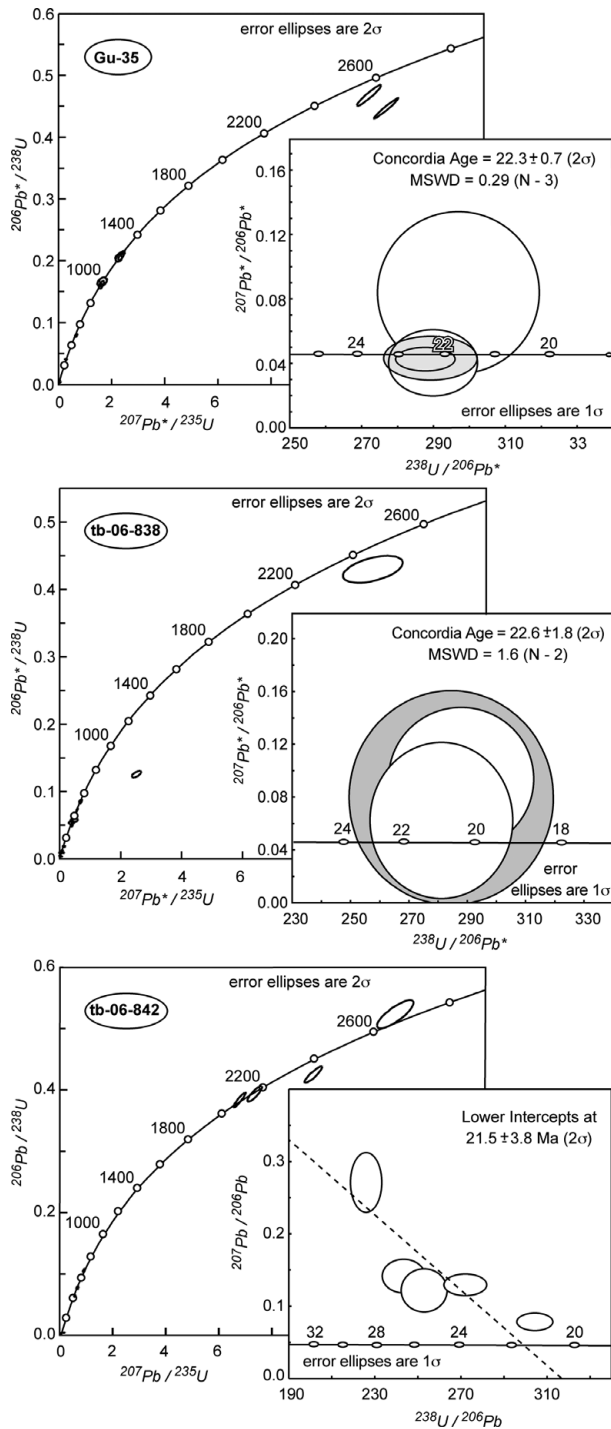 0.6
error ellipses are 2σ
Gu-35
2600
0.5
2200
0.4
1800
0.3
1400
0.2
1000
0.1
0.0
0 2 4 6
²⁰⁶Pb* / ²³⁸U
²⁰⁷Pb* / ²³⁵U
Concordia Age = 22.3 ± 0.7 (2σ)
MSWD = 0.29 (N - 3)
0.16
0.12
0.08
0.04
0.00
²⁰⁷Pb* / ²⁰⁶Pb*
24 22 20
error ellipses are 1σ
250 270 290 310 33
²³⁸U / ²⁰⁶Pb*
error ellipses are 2σ
tb-06-838
2600
0.5
2200
0.4
1800
0.3
1400
0.2
1000
0.1
0.0
0 2 4 6
²⁰⁶Pb* / ²³⁸U
²⁰⁷Pb* / ²³⁵U
Concordia Age = 22.6 ±1.8 (2σ)
MSWD = 1.6 (N - 2)
0.20
0.16
0.12
0.08
0.04
0.00
²⁰⁷Pb* / ²⁰⁶Pb*
24 22 20 18
error
ellipses are 1σ
230 250 270 290 310 330
²³⁸U / ²⁰⁶Pb*
0.6
error ellipses are 2σ
tb-06-842
2600
2200
0.4
1800
1400
0.2
1000
0.0
0 2 4 6
²⁰⁶Pb / ²³⁸U
²⁰⁷Pb / ²³⁵U
Lower Intercepts at
21.5 ±3.8 Ma (2σ)
0.3
0.2
0.1
0.0
²⁰⁷Pb / ²⁰⁶Pb
32 28 24 20
error ellipses are 1σ
190 230 270 310
²³⁸U / ²⁰⁶Pb